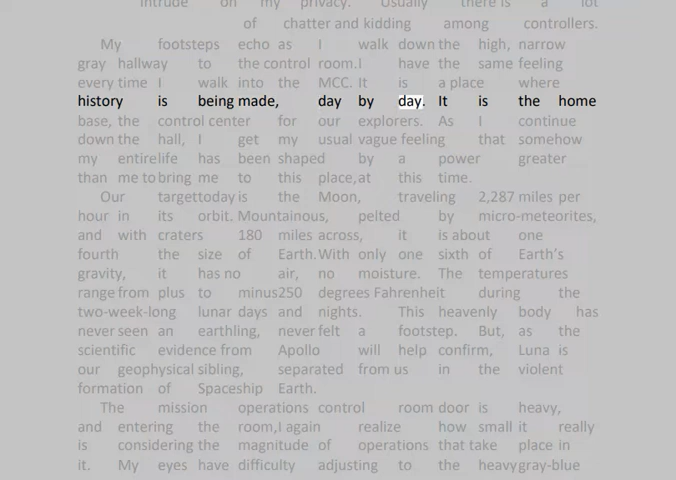 intrude on my privacy. Usually there is a lot
of chatter and kidding among controllers.
My footsteps echo as I walk down the high, narrow
gray hallway to the control room. I have the same feeling
every time I walk into the MCC. It is a place where
history is being made, day by day. It is the home
base, the control center for our explorers. As I continue
down the hall, I get my usual vague feeling that somehow
my entire life has been shaped by a power greater
than me to bring me to this place, at this time.
Our target today is the Moon, traveling 2,287 miles per
hour in its orbit. Mountainous, pelted by micro-meteorites,
and with craters 180 miles across, it is about one
fourth the size of Earth. With only one sixth of Earth's
gravity, it has no air, no moisture. The temperatures
range from plus to minus 250 degrees Fahrenheit during the
two-week-long lunar days and nights. This heavenly body has
never seen an earthling, never felt a footstep. But, as the
scientific evidence from Apollo will help confirm, Luna is
our geophysical sibling, separated from us in the violent
formation of Spaceship Earth.
The mission operations control room door is heavy,
and entering the room, I again realize how small it really
is considering the magnitude of operations that take place in
it. My eyes have difficulty adjusting to the heavy gray-blue